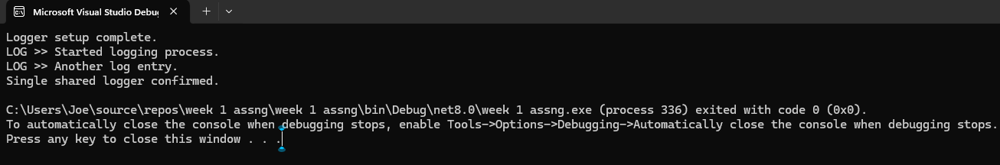 Microsoft Visual Studio Debug
Logger setup complete.
LOG >> Started logging process.
LOG >> Another log entry.
Single shared logger confirmed.
C:\Users\Joe\source\repos\week 1 assng\week 1 assng\bin\Debug\net8.0\week 1 assng.exe (process 336) exited with code 0 (0x0).
To automatically close the console when debugging stops, enable Tools->Options->Debugging->Automatically close the console when debugging stops.
Press any key to close this window . . .